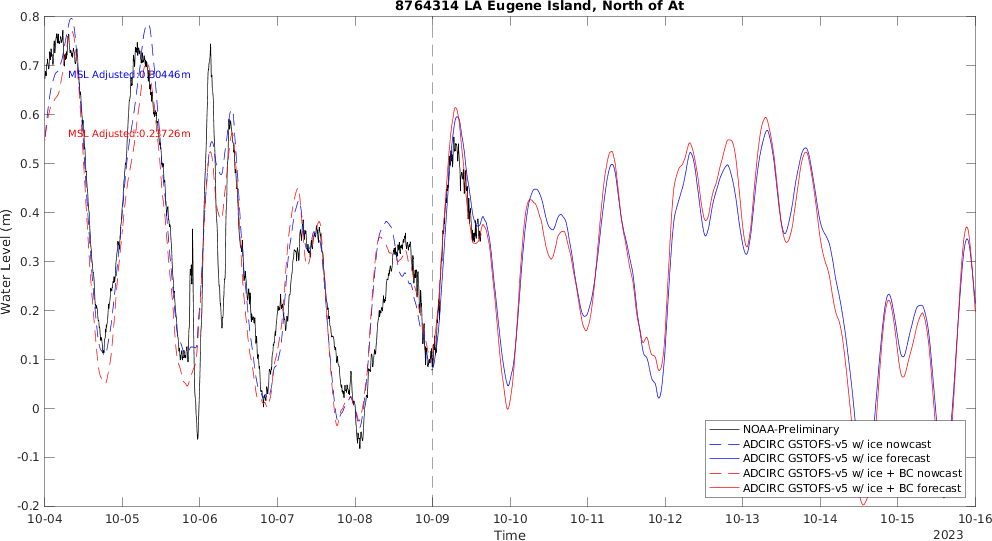 8764314 LA Eugene Island, North of At
0.8
0.7
0.6
0.5
0.4
0.3
0.2
0.1
0
-0.1
-0.2
Water Level (m)
MSL Adjusted:0.30446m
MSL Adjusted:0.23726m
NOAA-Preliminary
ADCIRC GSTOFS-v5 w/ ice nowcast
ADCIRC GSTOFS-v5 w/ ice forecast
ADCIRC GSTOFS-v5 w/ ice + BC nowcast
ADCIRC GSTOFS-v5 w/ ice + BC forecast
10-04 10-05 10-06 10-07 10-08 10-09 10-10 10-11 10-12 10-13 10-14 10-15 10-16
Time
2023